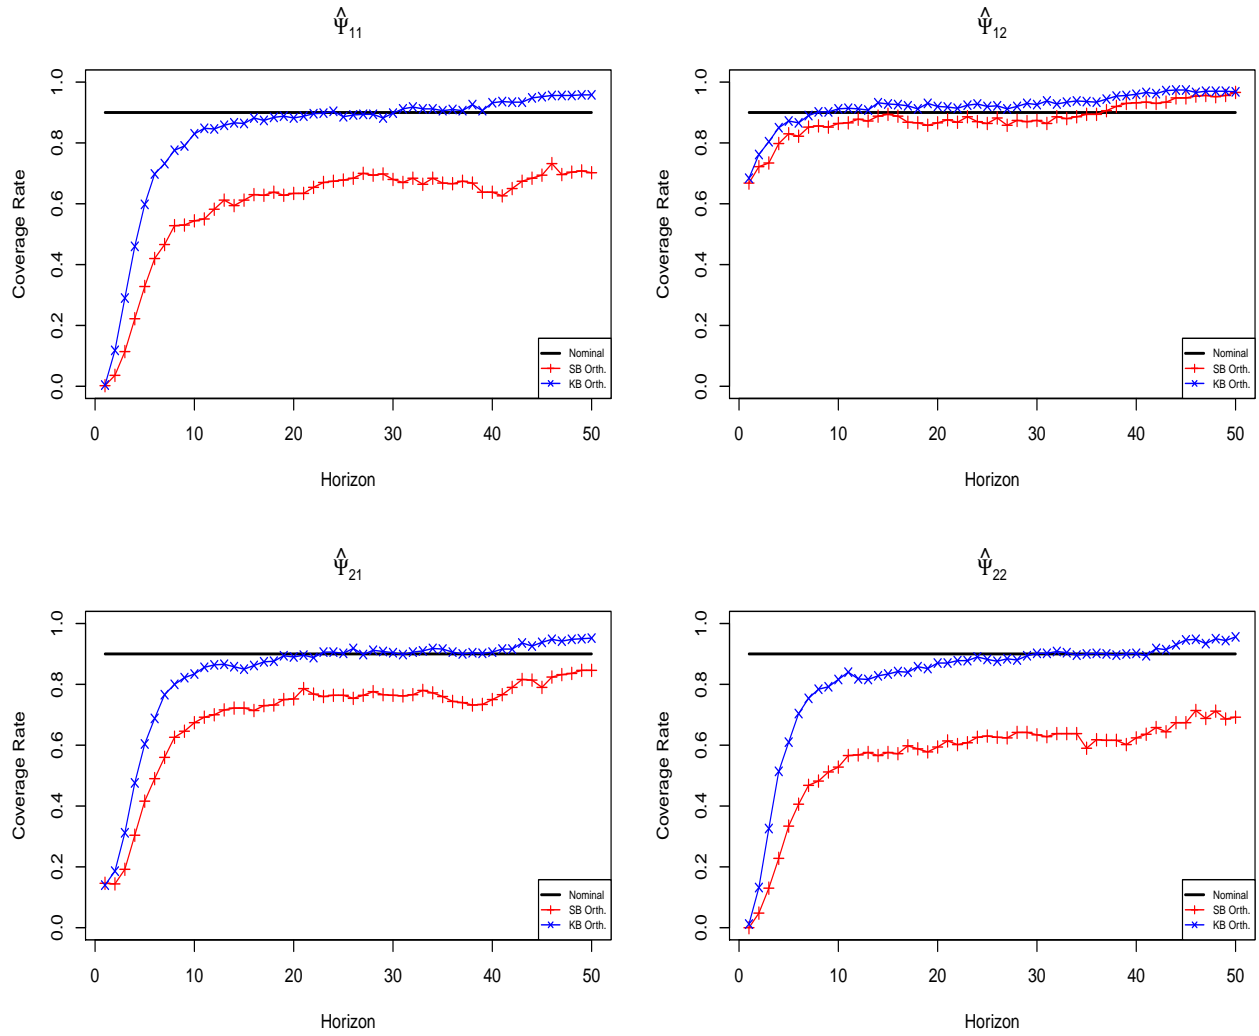 Ψ̂11
Coverage Rate
1.0
0.8
0.6
0.4
0.2
0.0
Nominal
SB Orth.
KB Orth.
0 10 20 30 40 50
Horizon
Ψ̂12
Coverage Rate
1.0
0.8
0.6
0.4
0.2
0.0
Nominal
SB Orth.
KB Orth.
0 10 20 30 40 50
Horizon
Ψ̂21
Coverage Rate
1.0
0.8
0.6
0.4
0.2
0.0
Nominal
SB Orth.
KB Orth.
0 10 20 30 40 50
Horizon
Ψ̂22
Coverage Rate
1.0
0.8
0.6
0.4
0.2
0.0
Nominal
SB Orth.
KB Orth.
0 10 20 30 40 50
Horizon